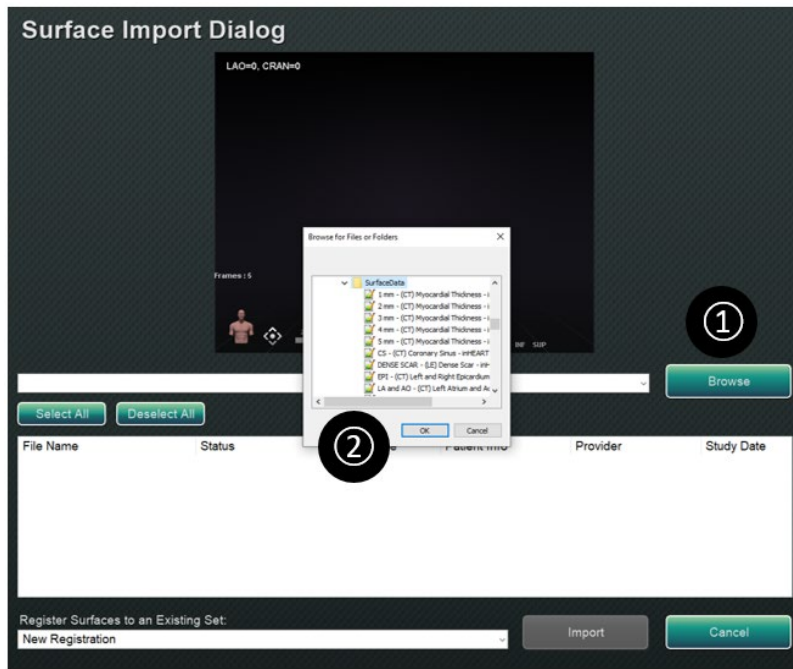 Surface Import Dialog
LAO=0, CRAN=0
Browse for Files or Folders
SurfaceData
1 mm - (CT) Myocardial Thickness - i
2 mm - (CT) Myocardial Thickness - i
3 mm - (CT) Myocardial Thickness - i
4 mm - (CT) Myocardial Thickness - i
5 mm - (CT) Myocardial Thickness - i
CS - (CT) Coronary Sinus - inHEART
DENSE SCAR - (LE) Dense Scar - inH
EPI - (CT) Left and Right Epicardium
LA and AO - (CT) Left Atrium and Ao
Frames : 6
INF SUP
1
Browse
Select All Deselect All
OK Cancel
2
File Name Status Patient Info Provider Study Date
Register Surfaces to an Existing Set:
New Registration
Import Cancel